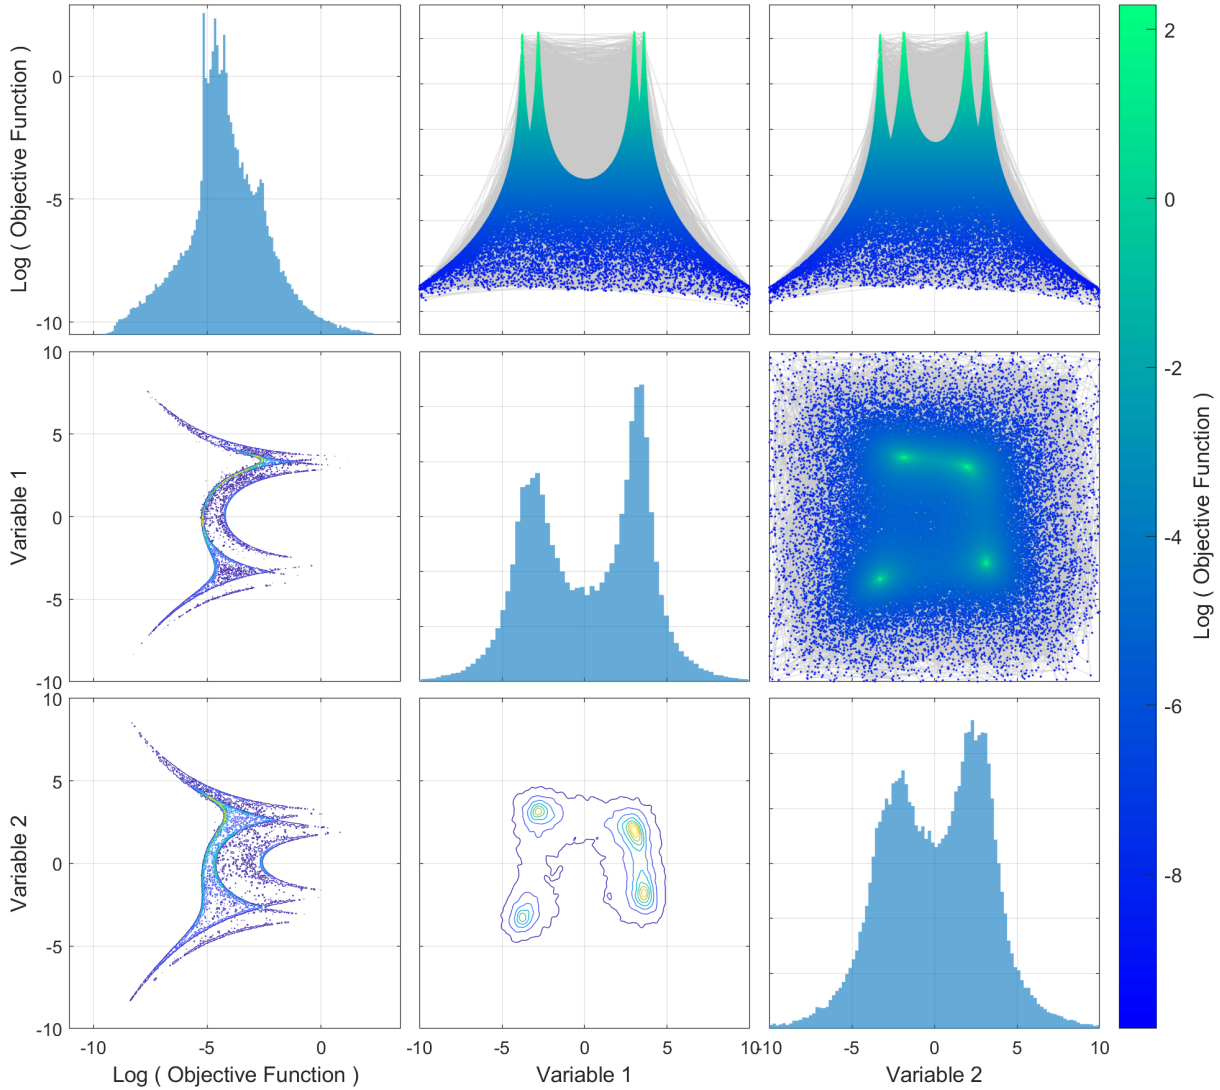 Log ( Objective Function )
0
-5
-10
2
0
-2
-4
-6
-8
Log ( Objective Function )
Variable 1
10
5
0
-5
-10
Variable 2
10
5
0
-5
-10
-10 -5 0
-10 -5 0 5 10
-10 -5 0 5 10
Log ( Objective Function ) Variable 1 Variable 2